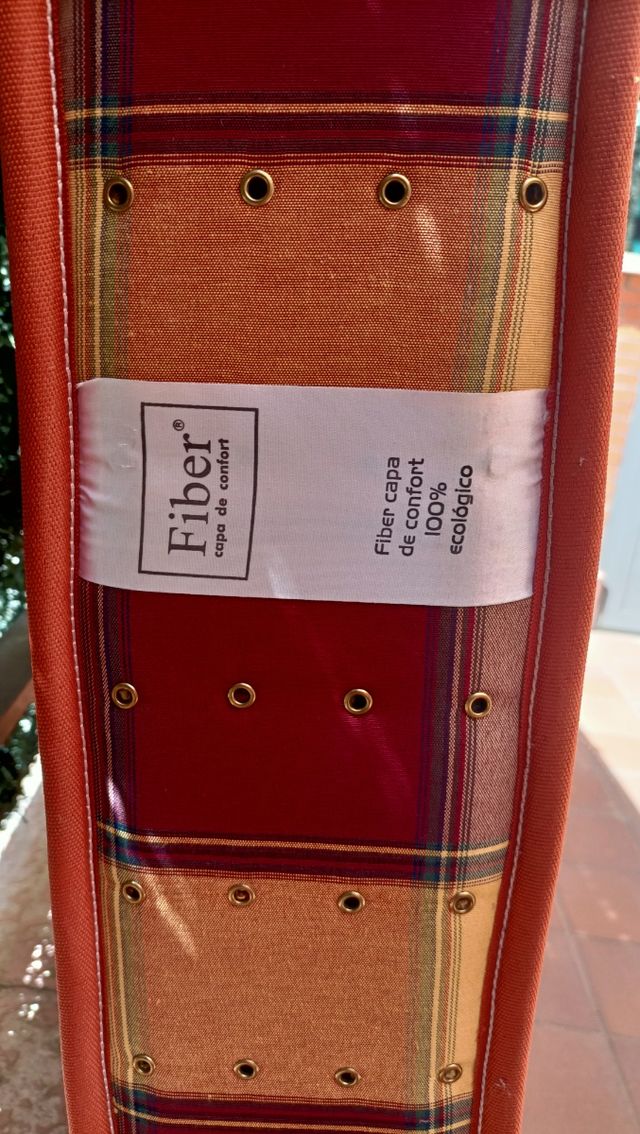 Fiber®
capa de confort
Fiber capa
de confort
100%
ecológico